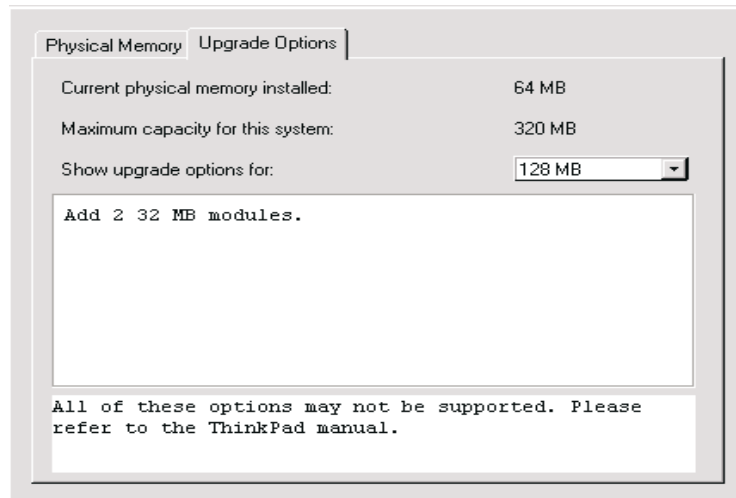 Physical Memory Upgrade Options
Current physical memory installed: 64 MB
Maximum capacity for this system: 320 MB
Show upgrade options for: 128 MB
Add 2 32 MB modules.
All of these options may not be supported. Please
refer to the ThinkPad manual.